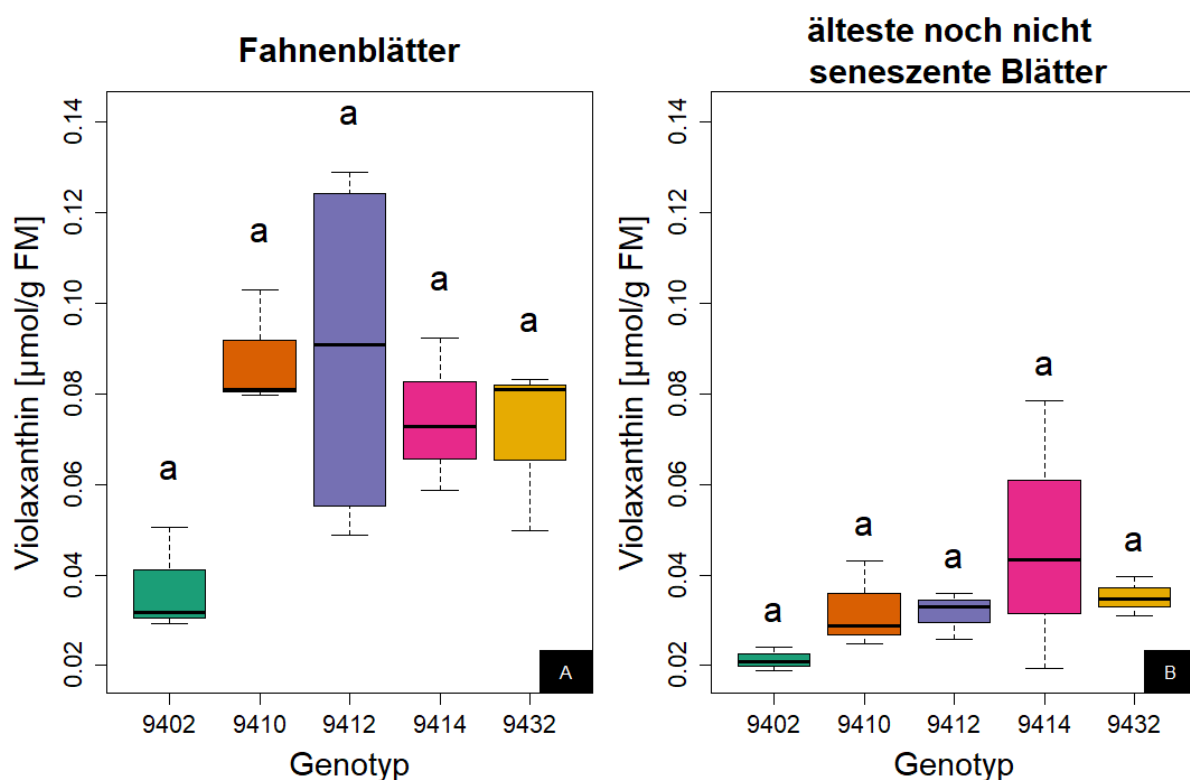 Fahnenblätter
Violaxanthin [µmol/g FM]
0.14
0.12
0.10
0.08
0.06
0.04
0.02
a
a
a
a
a
A
9402
9410
9412
9414
9432
Genotyp
älteste noch nicht
seneszente Blätter
Violaxanthin [µmol/g FM]
0.14
0.12
0.10
0.08
0.06
0.04
0.02
a
a
a
a
a
B
9402
9410
9412
9414
9432
Genotyp